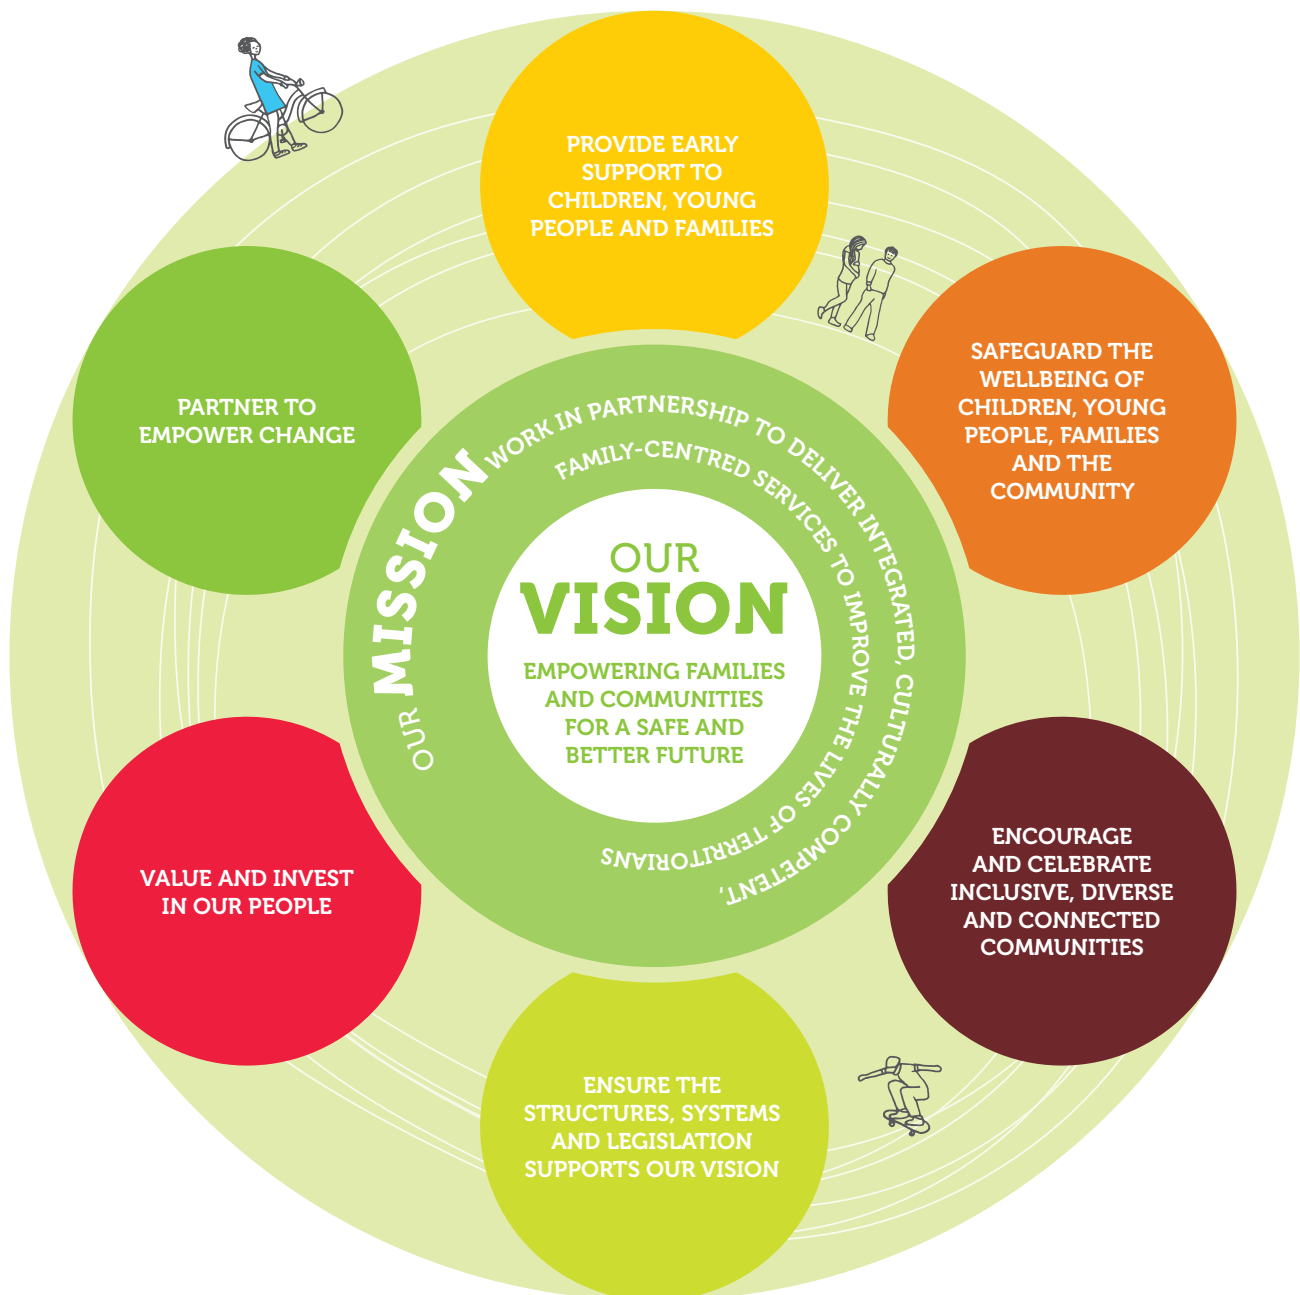 PROVIDE EARLY
SUPPORT TO
CHILDREN, YOUNG
PEOPLE AND FAMILIES
SAFEGUARD THE
WELLBEING OF
CHILDREN, YOUNG
PEOPLE, FAMILIES
AND THE
COMMUNITY
ENCOURAGE
AND CELEBRATE
INCLUSIVE, DIVERSE
AND CONNECTED
COMMUNITIES
ENSURE THE
STRUCTURES, SYSTEMS
AND LEGISLATION
SUPPORTS OUR VISION
VALUE AND INVEST
IN OUR PEOPLE
PARTNER TO
EMPOWER CHANGE
OUR MISSION WORK IN PARTNERSHIP TO DELIVER INTEGRATED, CULTURALLY COMPETENT,
FAMILY-CENTRED SERVICES TO IMPROVE THE LIVES OF TERRITORIANS
OUR
VISION
EMPOWERING FAMILIES
AND COMMUNITIES
FOR A SAFE AND
BETTER FUTURE